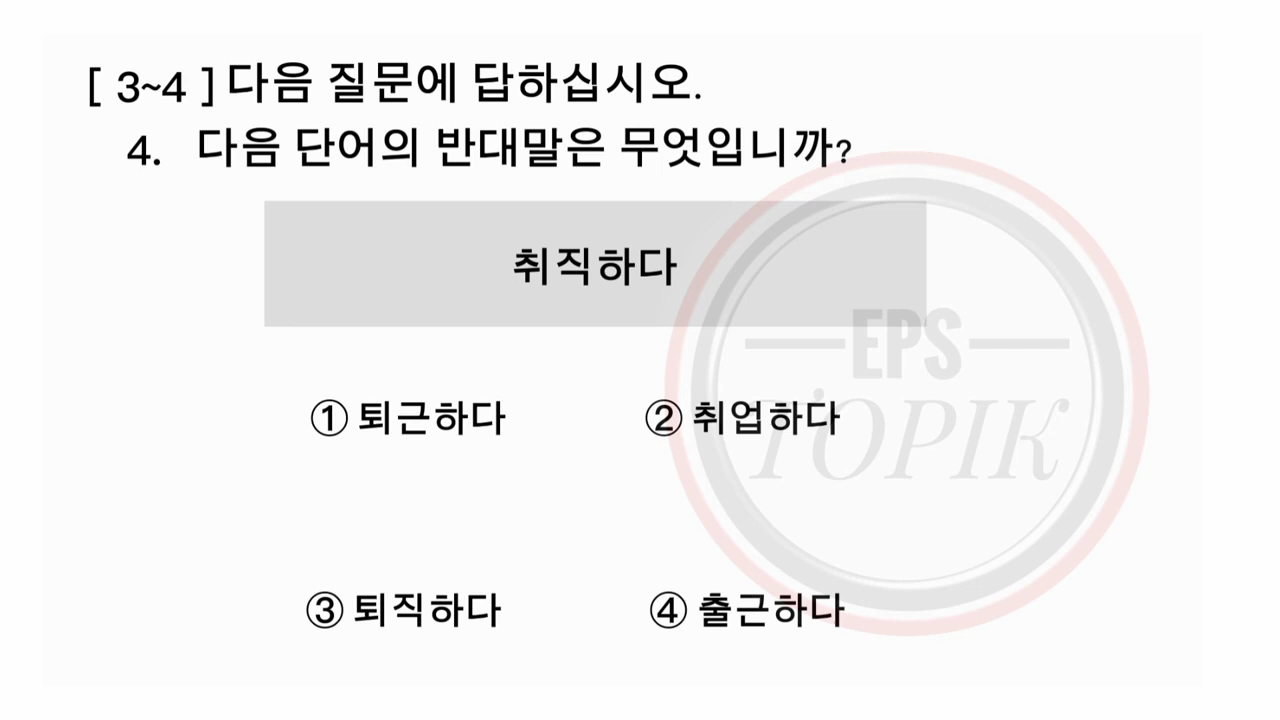 [ 3~4 ] 다음 질문에 답하십시오.
4. 다음 단어의 반대말은 무엇입니까?
취직하다
① 퇴근하다 ② 취업하다
③ 퇴직하다 ④ 출근하다
EPS
TOPIK